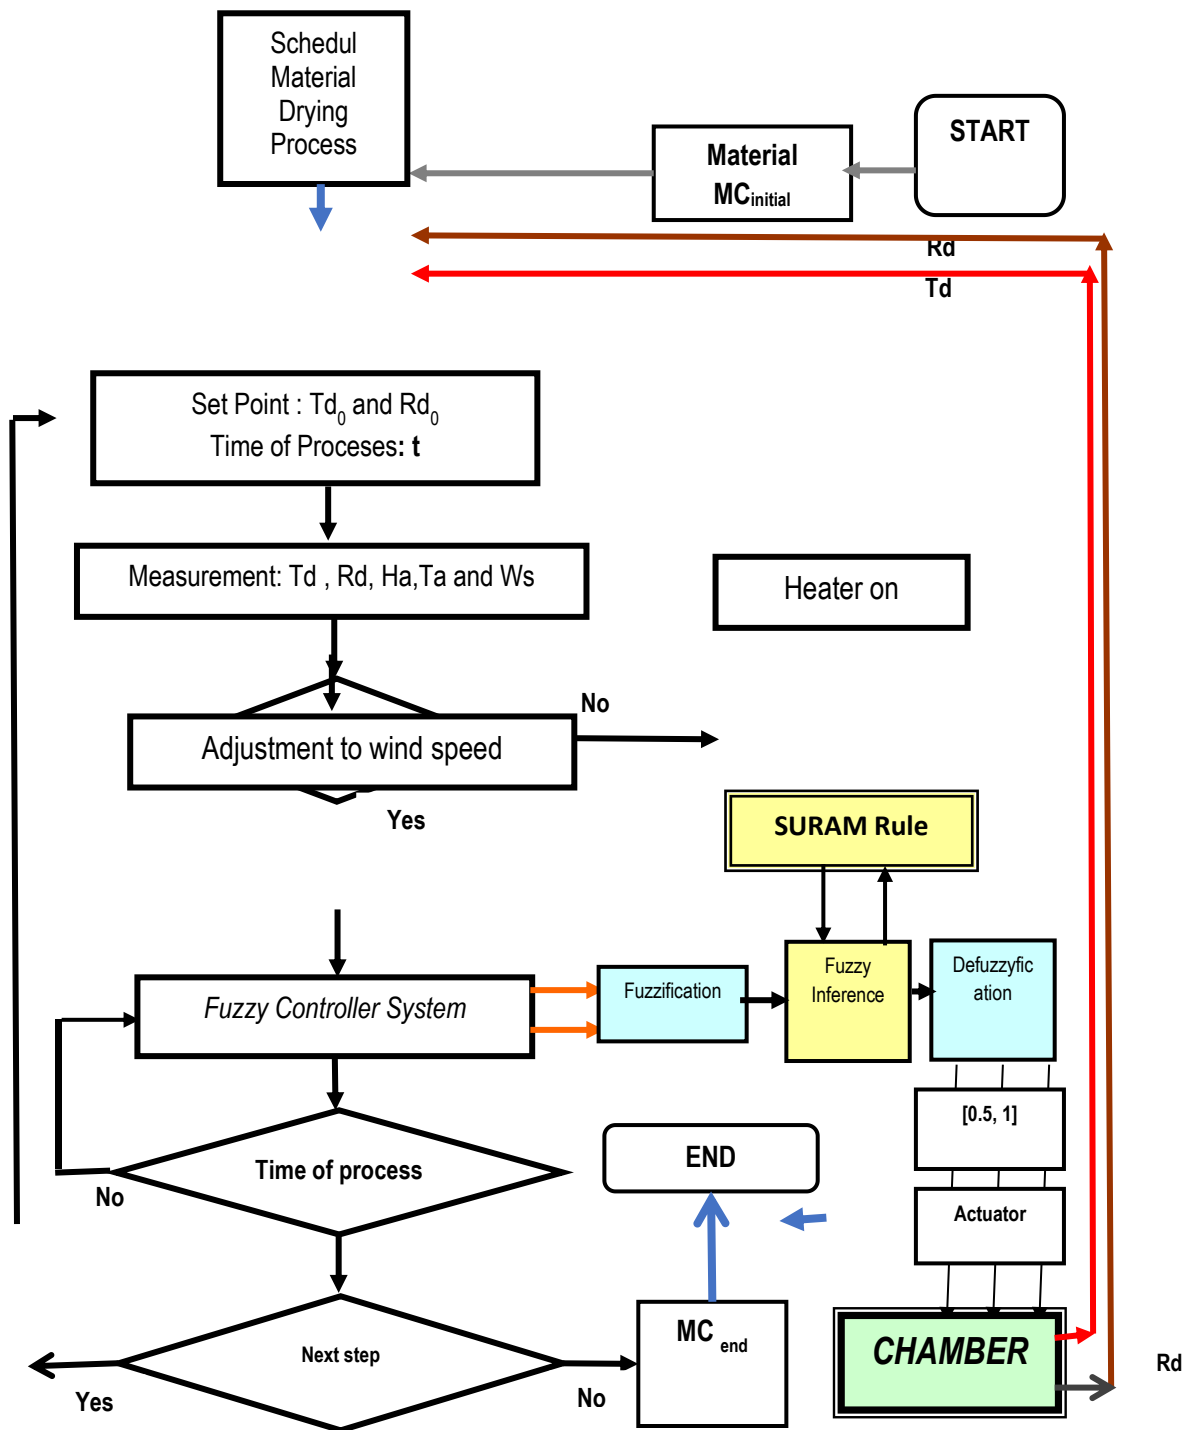 Schedul
Material
Drying
Process
Material
MCinitial
START
Rd
Td
Set Point : Td0 and Rd0
Time of Proceses: t
Measurement: Td , Rd, Ha,Ta and Ws
Heater on
No
Adjustment to wind speed
Yes
SURAM Rule
Fuzzy Controller System
Fuzzification
Fuzzy
Inference
Defuzzyfic
ation
[0.5, 1]
Time of process
No
END
Actuator
Next step
Yes
No
MC end
CHAMBER
Rd